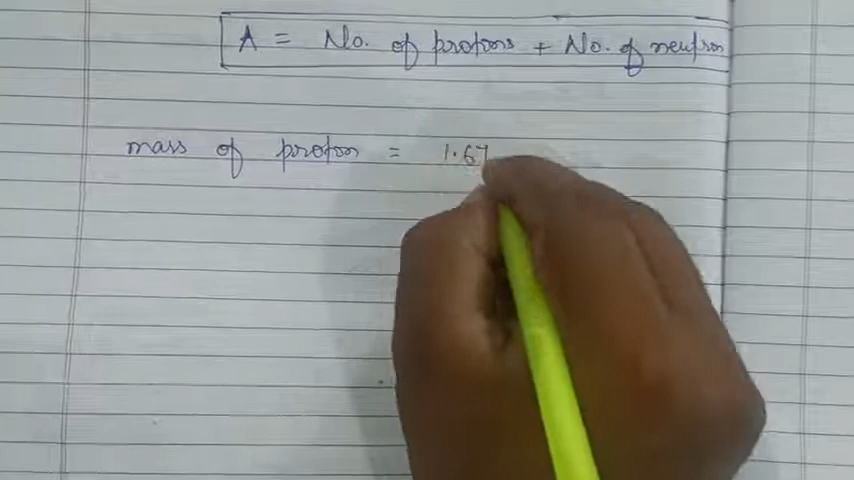 A = No. of protons + No. of neutron
mass of proton = 1.67